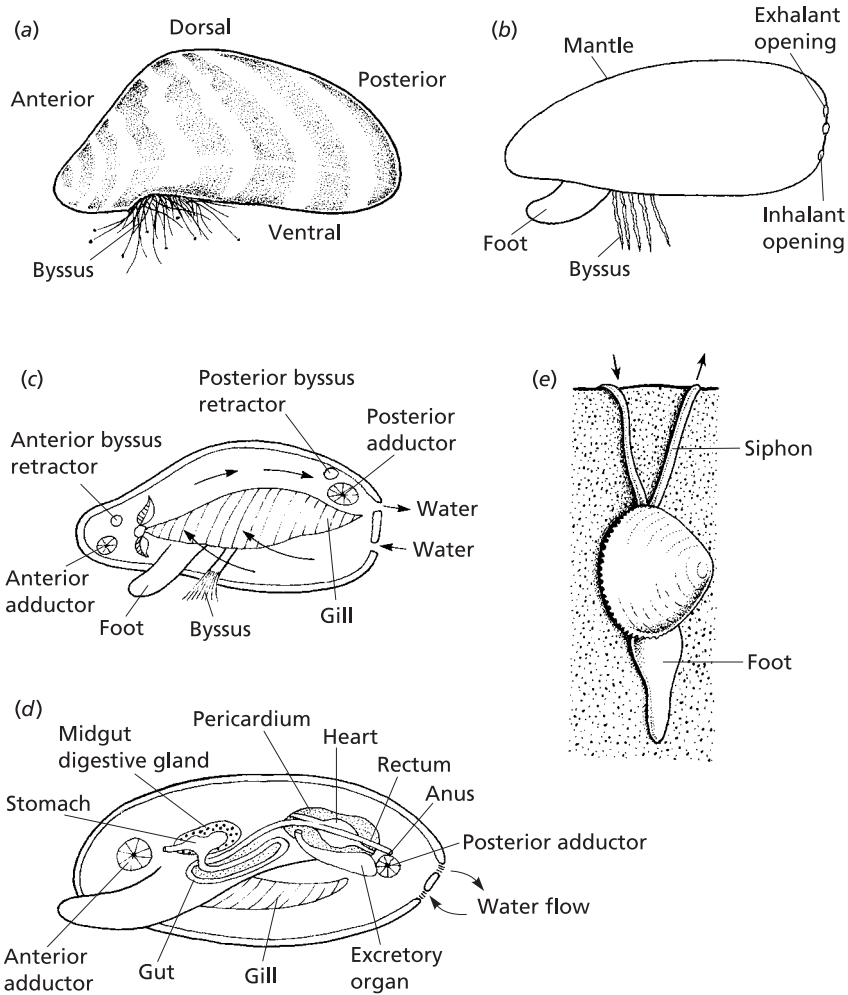 (a)
Dorsal
Anterior
Posterior
Byssus
Ventral
(b)
Mantle
Exhalant
opening
Foot
Byssus
Inhalant
opening
(c)
Posterior byssus
retractor
Posterior
adductor
Anterior byssus
retractor
Water
Water
Anterior
adductor
Foot
Byssus
Gill
(d)
Pericardium
Midgut
digestive gland
Heart
Rectum
Stomach
Anus
Posterior adductor
Water flow
Anterior
adductor
Gut
Gill
Excretory
organ
(e)
Siphon
Foot